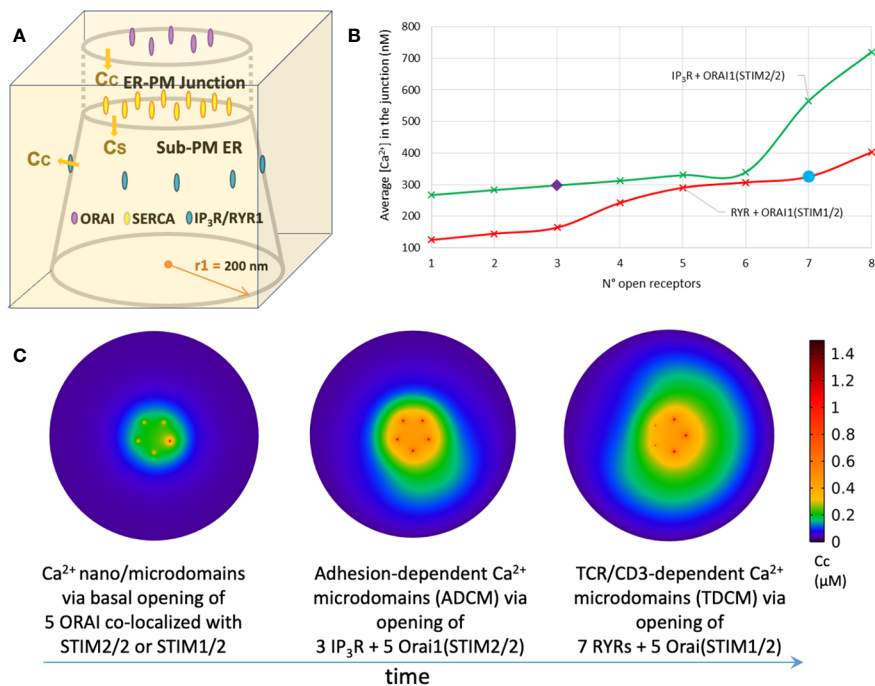 A
Cc
ER-PM Junction
Cs
Sub-PM ER
Cc
ORAI
SERCA
IP₃R/RYR1
r1 = 200 nm
B
Average [Ca²⁺] in the junction (nM)
800
700
600
500
400
300
200
100
1 2 3 4 5 6 7 8
N° open receptors
IP₃R + ORAI1(STIM2/2)
RYR + ORAI1(STIM1/2)
C
1.4
1.2
1
0.8
0.6
0.4
0.2
0
Cc
(µM)
Ca²⁺ nano/microdomains
via basal opening of
5 ORAI co-localized with
STIM2/2 or STIM1/2
Adhesion-dependent Ca²⁺
microdomains (ADCM) via
opening of
3 IP₃R + 5 Orai1(STIM2/2)
TCR/CD3-dependent Ca²⁺
microdomains (TDCM) via
opening of
7 RYRs + 5 Orai(STIM1/2)
time